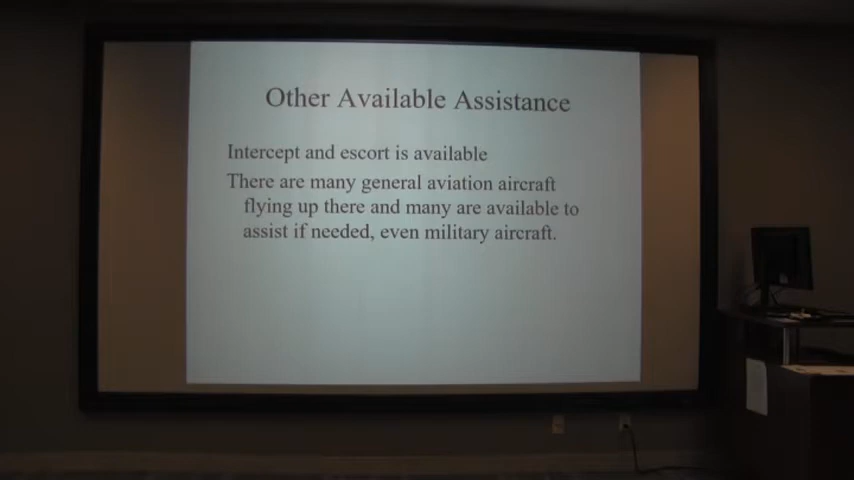 Other Available Assistance
Intercept and escort is available
There are many general aviation aircraft
flying up there and many are available to
assist if needed, even military aircraft.